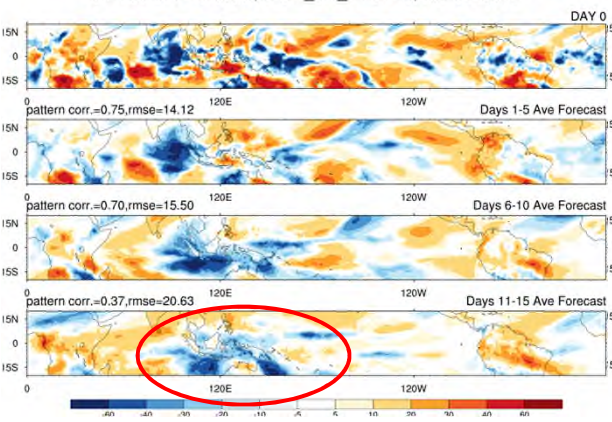 DAY 0
15N
0
15S
0 120E 120W
pattern corr.=0.75,rmse=14.12 Days 1-5 Ave Forecast
15N
0
15S
0 120E 120W
pattern corr.=0.70,rmse=15.50 Days 6-10 Ave Forecast
15N
0
15S
0 120E 120W
pattern corr.=0.37,rmse=20.63 Days 11-15 Ave Forecast
15N
0
15S
0 120E 120W
-60 -40 -30 -20 -10 -5 5 10 20 30 40 60